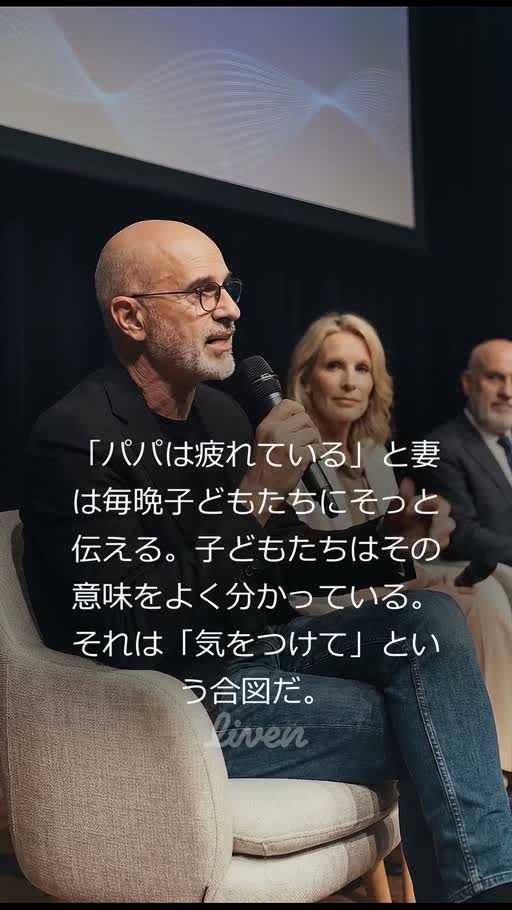 「パパは疲れている」と妻
は毎晩子どもたちにそっと
伝える。子どもたちはその
意味をよく分かっている。
それは「気をつけて」とい
う合図だ。
liven